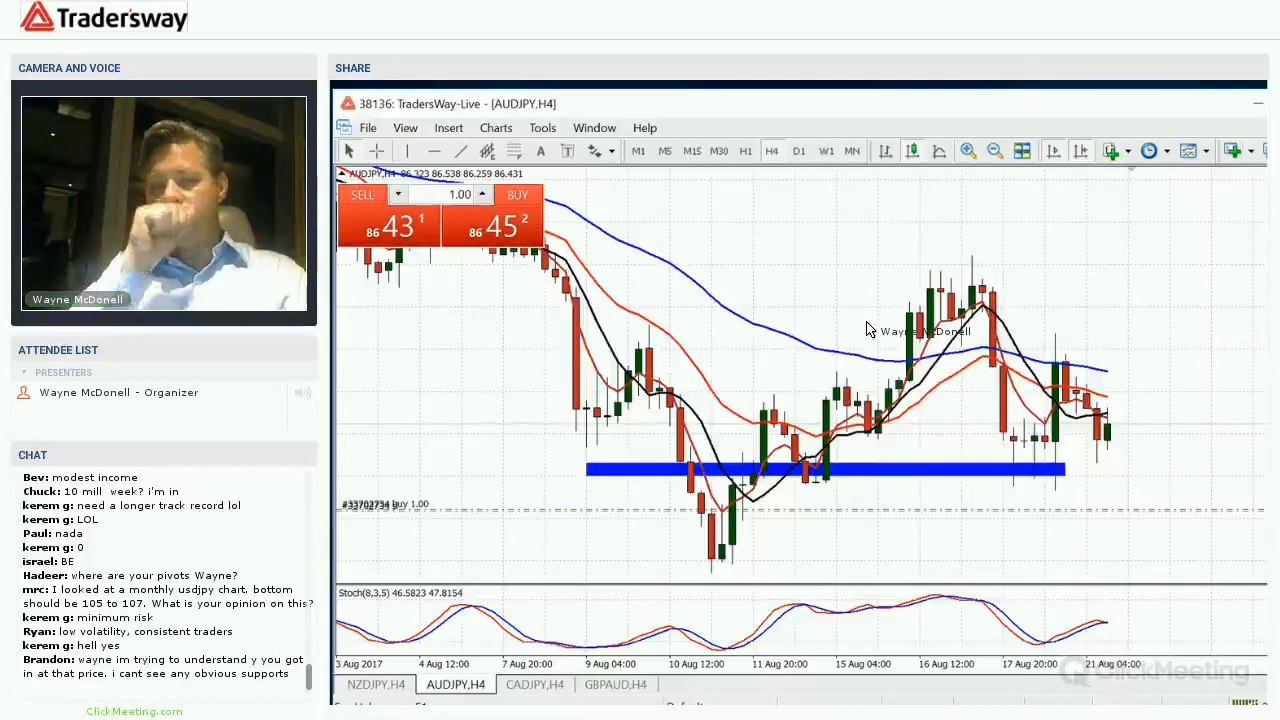 Tradersway
CAMERA AND VOICE
Wayne McDonell
ATTENDEE LIST
PRESENTERS
Wayne McDonell - Organizer
CHAT
Bev: modest income
Chuck: 10 mill week? i'm in
kerem g: need a longer track record lol
kerem g: LOL
Paul: nada
kerem g: 0
israel: BE
Hadeer: where are your pivots Wayne?
mrc: I looked at a monthly usdjpy chart. bottom
should be 105 to 107. What is your opinion on this?
kerem g: minimum risk
Ryan: low volatility, consistent traders
kerem g: hell yes
Brandon: wayne im trying to understand y you got
in at that price. i cant see any obvious supports
ClickMeeting.com
SHARE
38136: TradersWay-Live - [AUDJPY,H4]
File View Insert Charts Tools Window Help
A T M1 M5 M15 M30 H1 H4 D1 W1 MN
AUDJPY,H4 86.323 86.538 86.259 86.431
SELL 1.00 BUY
86 43 1 86 45 2
Wayne McDonell
buy 1.00
Stoch(8,3,5) 46.5823 47.8154
3 Aug 2017 4 Aug 12:00 7 Aug 20:00 9 Aug 04:00 10 Aug 12:00 11 Aug 20:00 15 Aug 04:00 16 Aug 12:00 17 Aug 20:00 21 Aug 04:00
ClickMeeting
NZDJPY,H4 AUDJPY,H4 CADJPY,H4 GBPAUD,H4